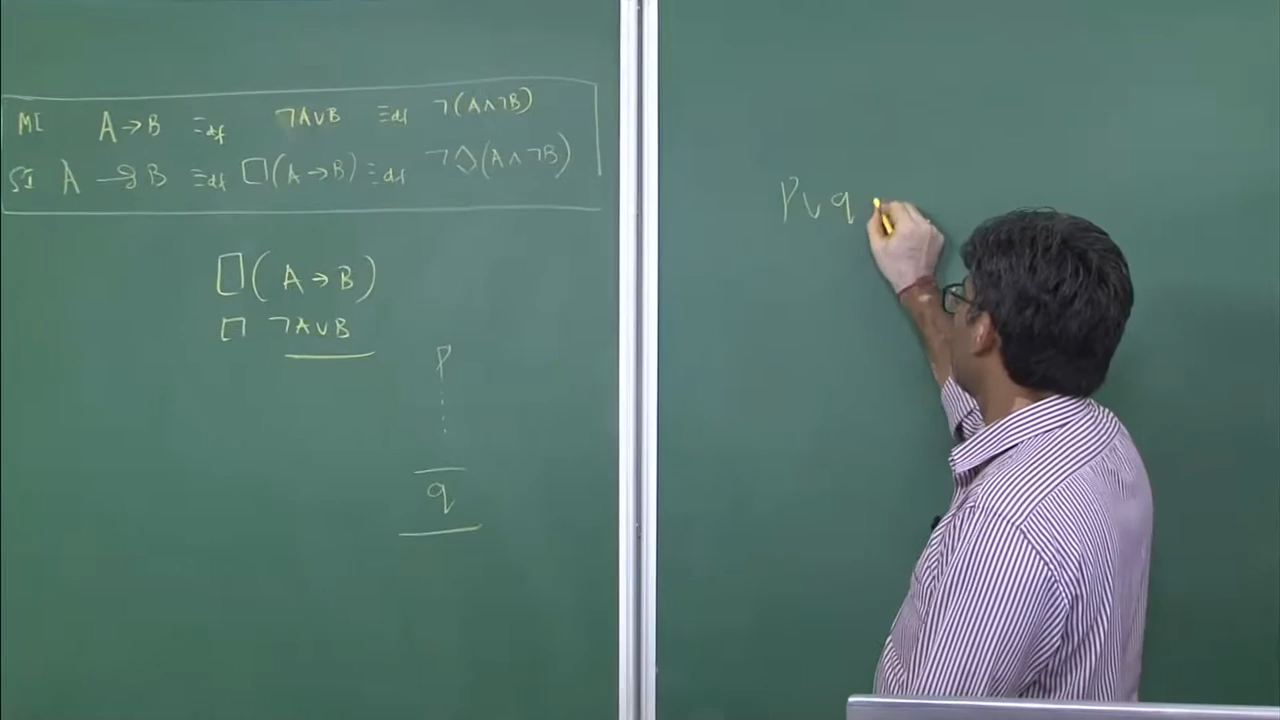 MI A → B ≡df ¬A∨B ≡df ¬(A∧¬B)
SI A ⥽ B ≡df □(A→B) ≡df ¬◇(A∧¬B)
□(A→B)
□ ¬A∨B
P
q
P∨q